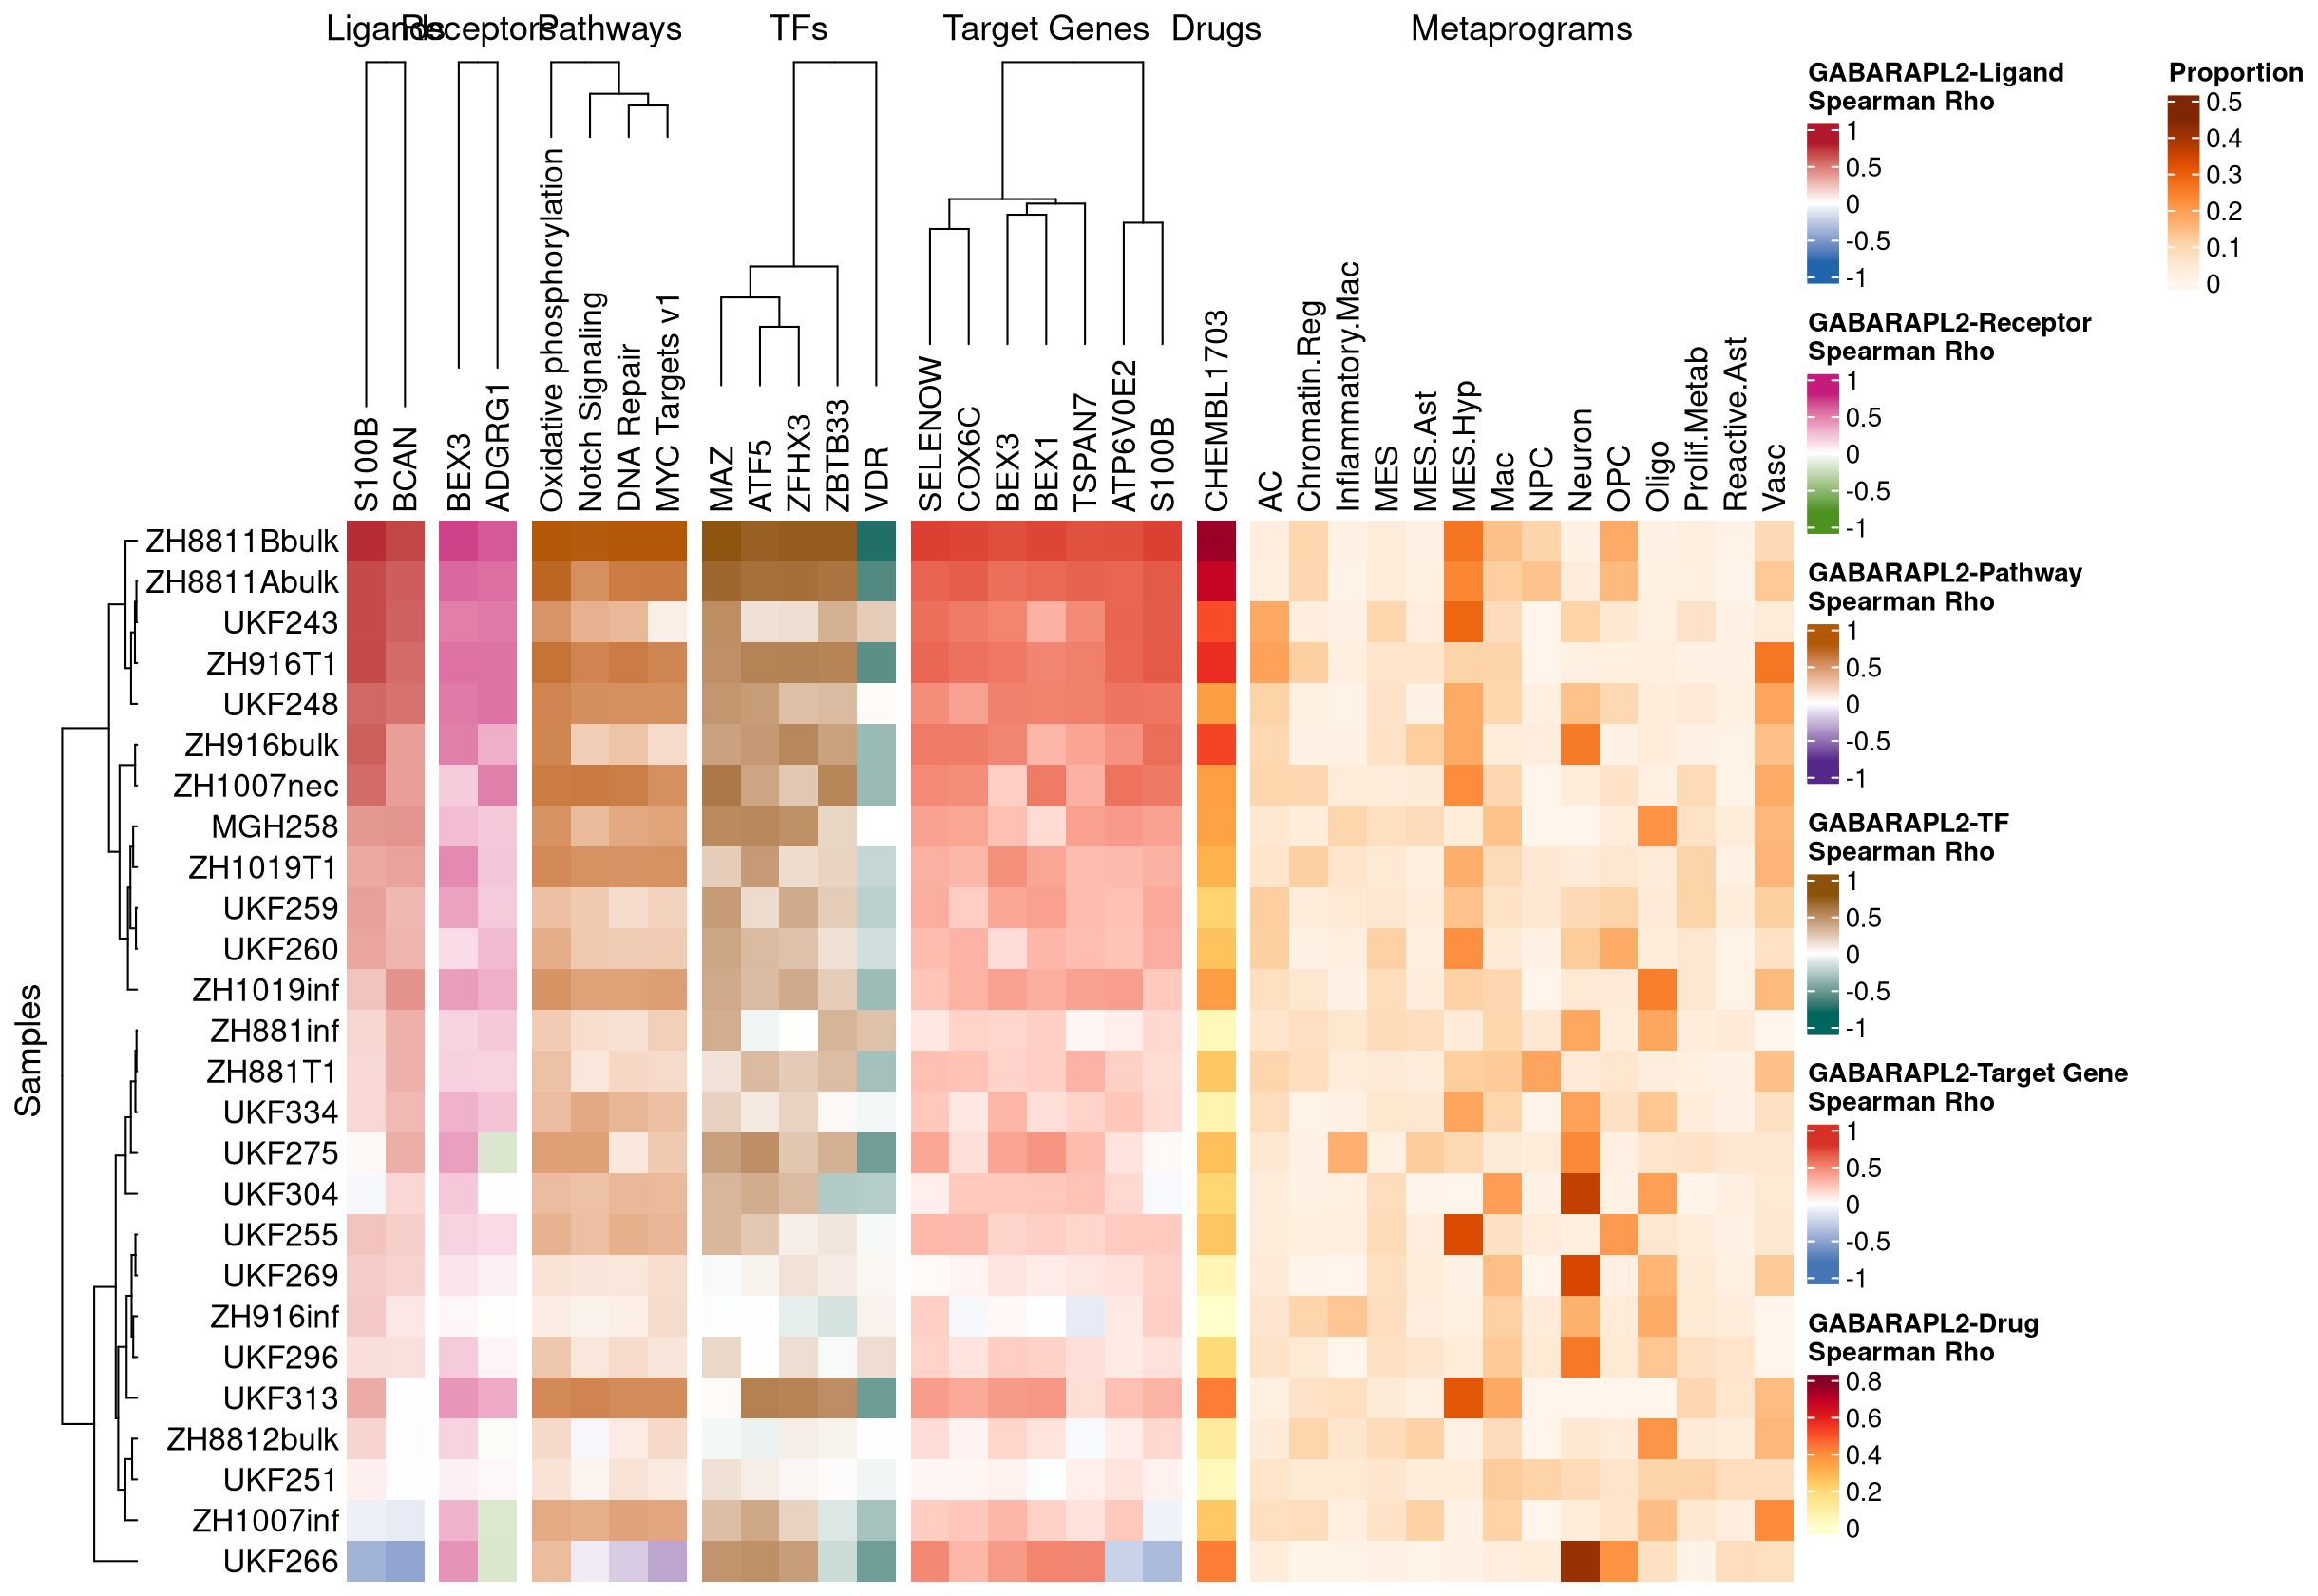 Ligands Receptors Pathways TFs Target Genes Drugs Metaprograms
S100B
BCAN
BEX3
ADGRG1
Oxidative phosphorylation
Notch Signaling
DNA Repair
MYC Targets v1
MAZ
ATF5
ZFHX3
ZBTB33
VDR
SELENOW
COX6C
BEX3
BEX1
TSPAN7
ATP6V0E2
S100B
CHEMBL1703
AC
Chromatin.Reg
Inflammatory.Mac
MES
MES.Ast
MES.Hyp
Mac
NPC
Neuron
OPC
Oligo
Prolif.Metab
Reactive.Ast
Vasc
Samples
ZH8811Bbulk
ZH8811Abulk
UKF243
ZH916T1
UKF248
ZH916bulk
ZH1007nec
MGH258
ZH1019T1
UKF259
UKF260
ZH1019inf
ZH881inf
ZH881T1
UKF334
UKF275
UKF304
UKF255
UKF269
ZH916inf
UKF296
UKF313
ZH8812bulk
UKF251
ZH1007inf
UKF266
GABARAPL2-Ligand
Spearman Rho
1
0.5
0
-0.5
-1
GABARAPL2-Receptor
Spearman Rho
1
0.5
0
-0.5
-1
GABARAPL2-Pathway
Spearman Rho
1
0.5
0
-0.5
-1
GABARAPL2-TF
Spearman Rho
1
0.5
0
-0.5
-1
GABARAPL2-Target Gene
Spearman Rho
1
0.5
0
-0.5
-1
GABARAPL2-Drug
Spearman Rho
0.8
0.6
0.4
0.2
0
Proportion
0.5
0.4
0.3
0.2
0.1
0